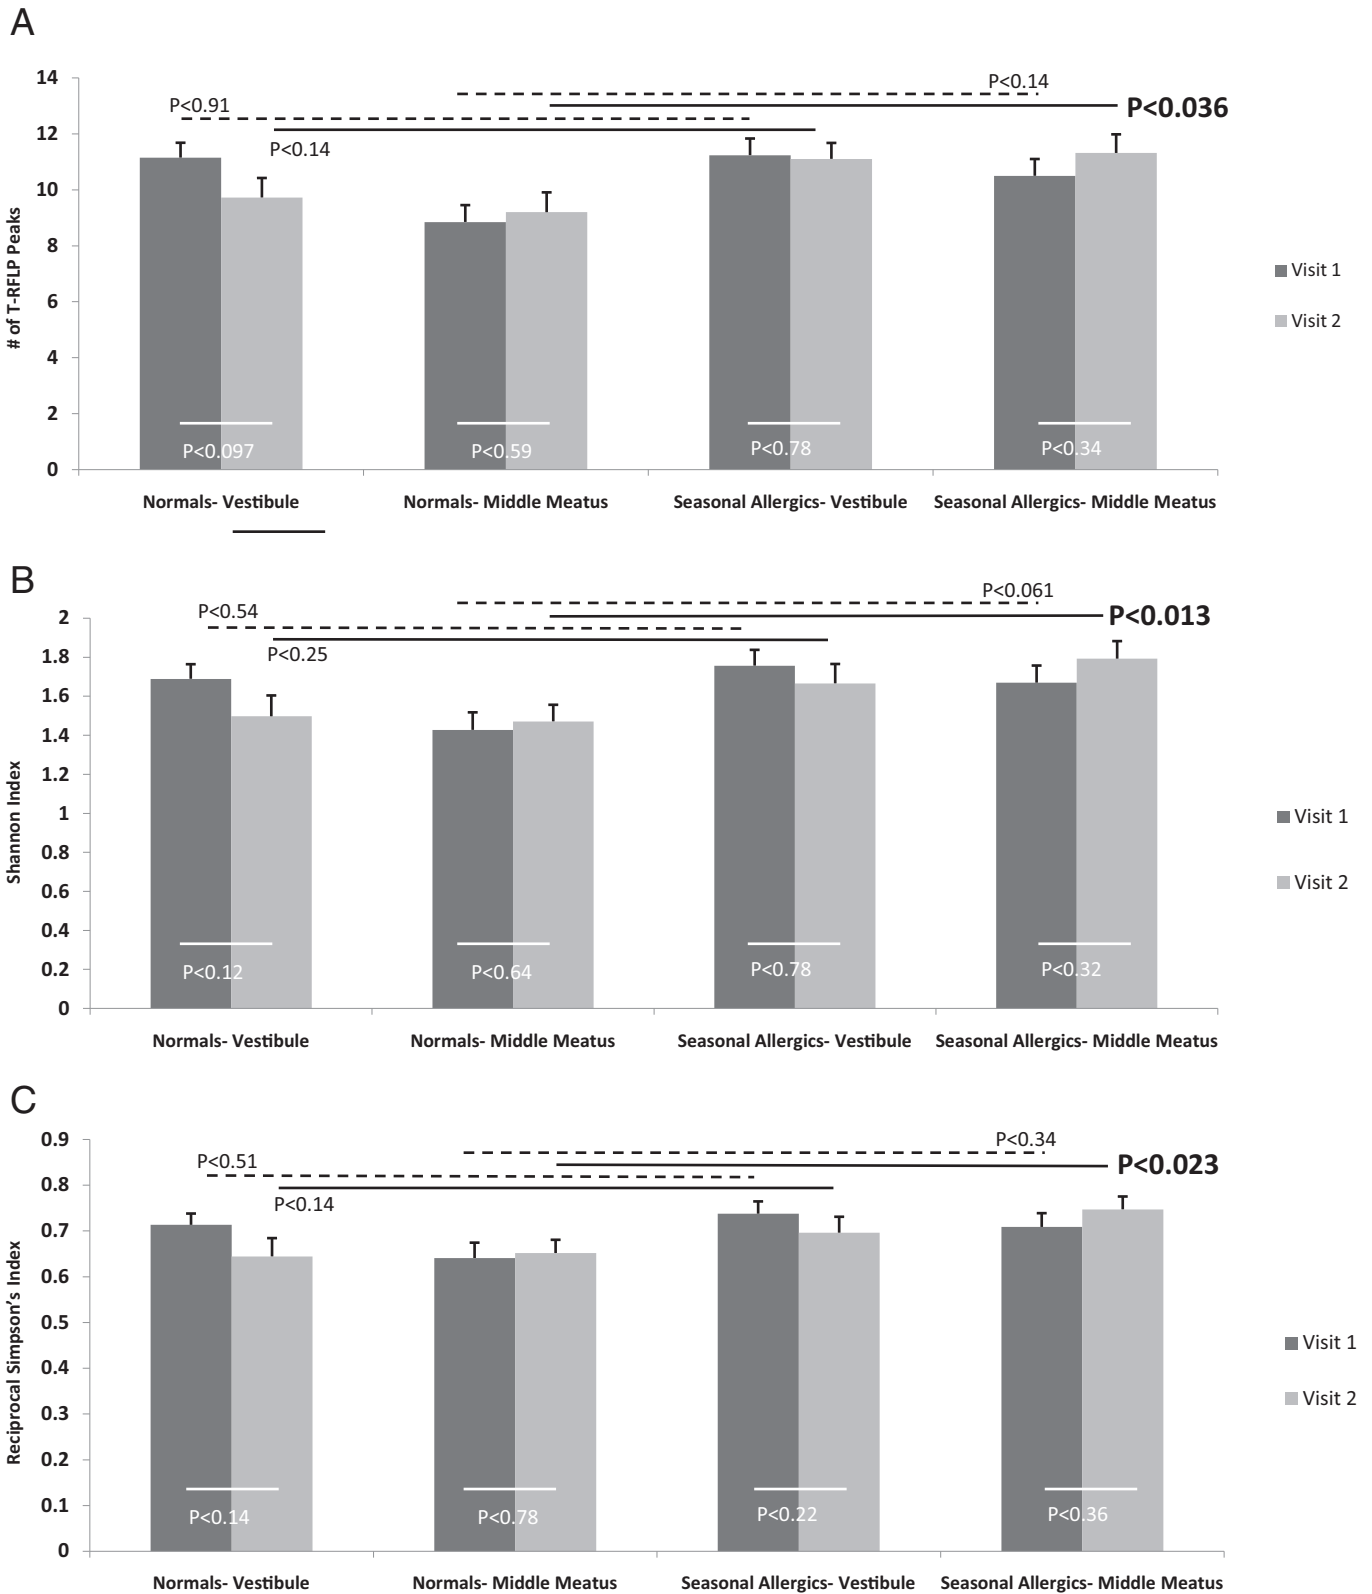 A
14
12
10
8
6
4
2
0
# of T-RFLP Peaks
P<0.91
P<0.14
P<0.14
P<0.036
P<0.097
P<0.59
P<0.78
P<0.34
Normals- Vestibule
Normals- Middle Meatus
Seasonal Allergics- Vestibule
Seasonal Allergics- Middle Meatus
Visit 1
Visit 2
B
2
1.8
1.6
1.4
1.2
1
0.8
0.6
0.4
0.2
0
Shannon Index
P<0.54
P<0.25
P<0.061
P<0.013
P<0.12
P<0.64
P<0.78
P<0.32
Normals- Vestibule
Normals- Middle Meatus
Seasonal Allergics- Vestibule
Seasonal Allergics- Middle Meatus
Visit 1
Visit 2
C
0.9
0.8
0.7
0.6
0.5
0.4
0.3
0.2
0.1
0
Reciprocal Simpson's Index
P<0.51
P<0.14
P<0.34
P<0.023
P<0.14
P<0.78
P<0.22
P<0.36
Normals- Vestibule
Normals- Middle Meatus
Seasonal Allergics- Vestibule
Seasonal Allergics- Middle Meatus
Visit 1
Visit 2